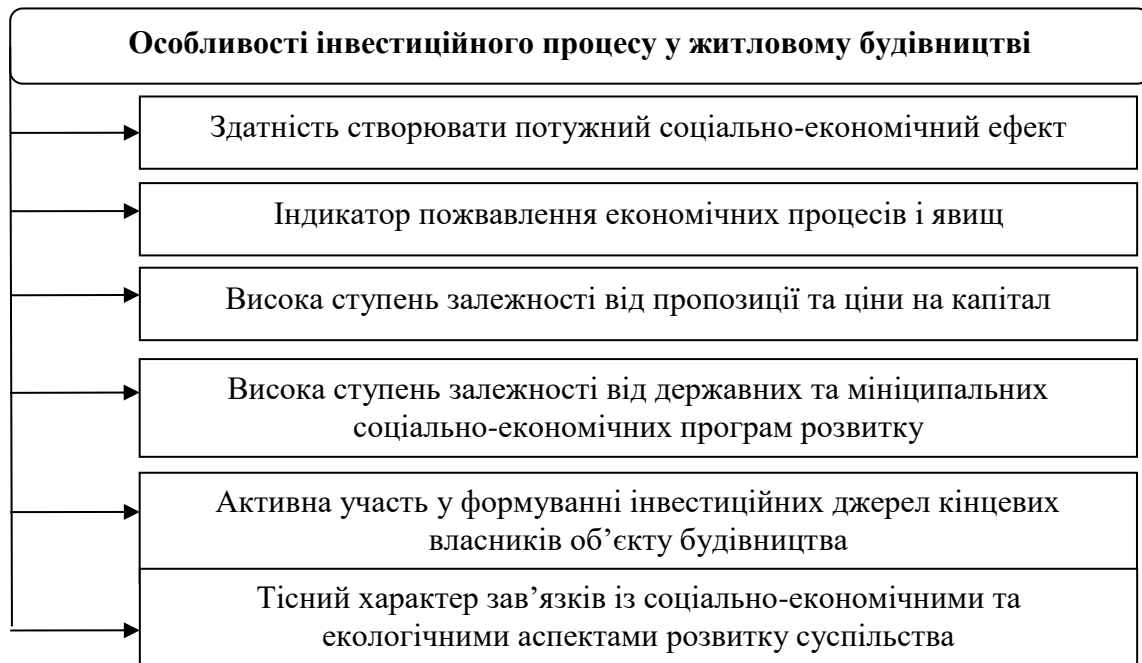 Особливості інвестиційного процесу у житловому будівництві
Здатність створювати потужний соціально-економічний ефект
Індикатор пожвавлення економічних процесів і явищ
Висока ступень залежності від пропозиції та ціни на капітал
Висока ступень залежності від державних та мініципальних
соціально-економічних програм розвитку
Активна участь у формуванні інвестиційних джерел кінцевих
власників об’єкту будівництва
Тісний характер зав’язків із соціально-економічними та
екологічними аспектами розвитку суспільства